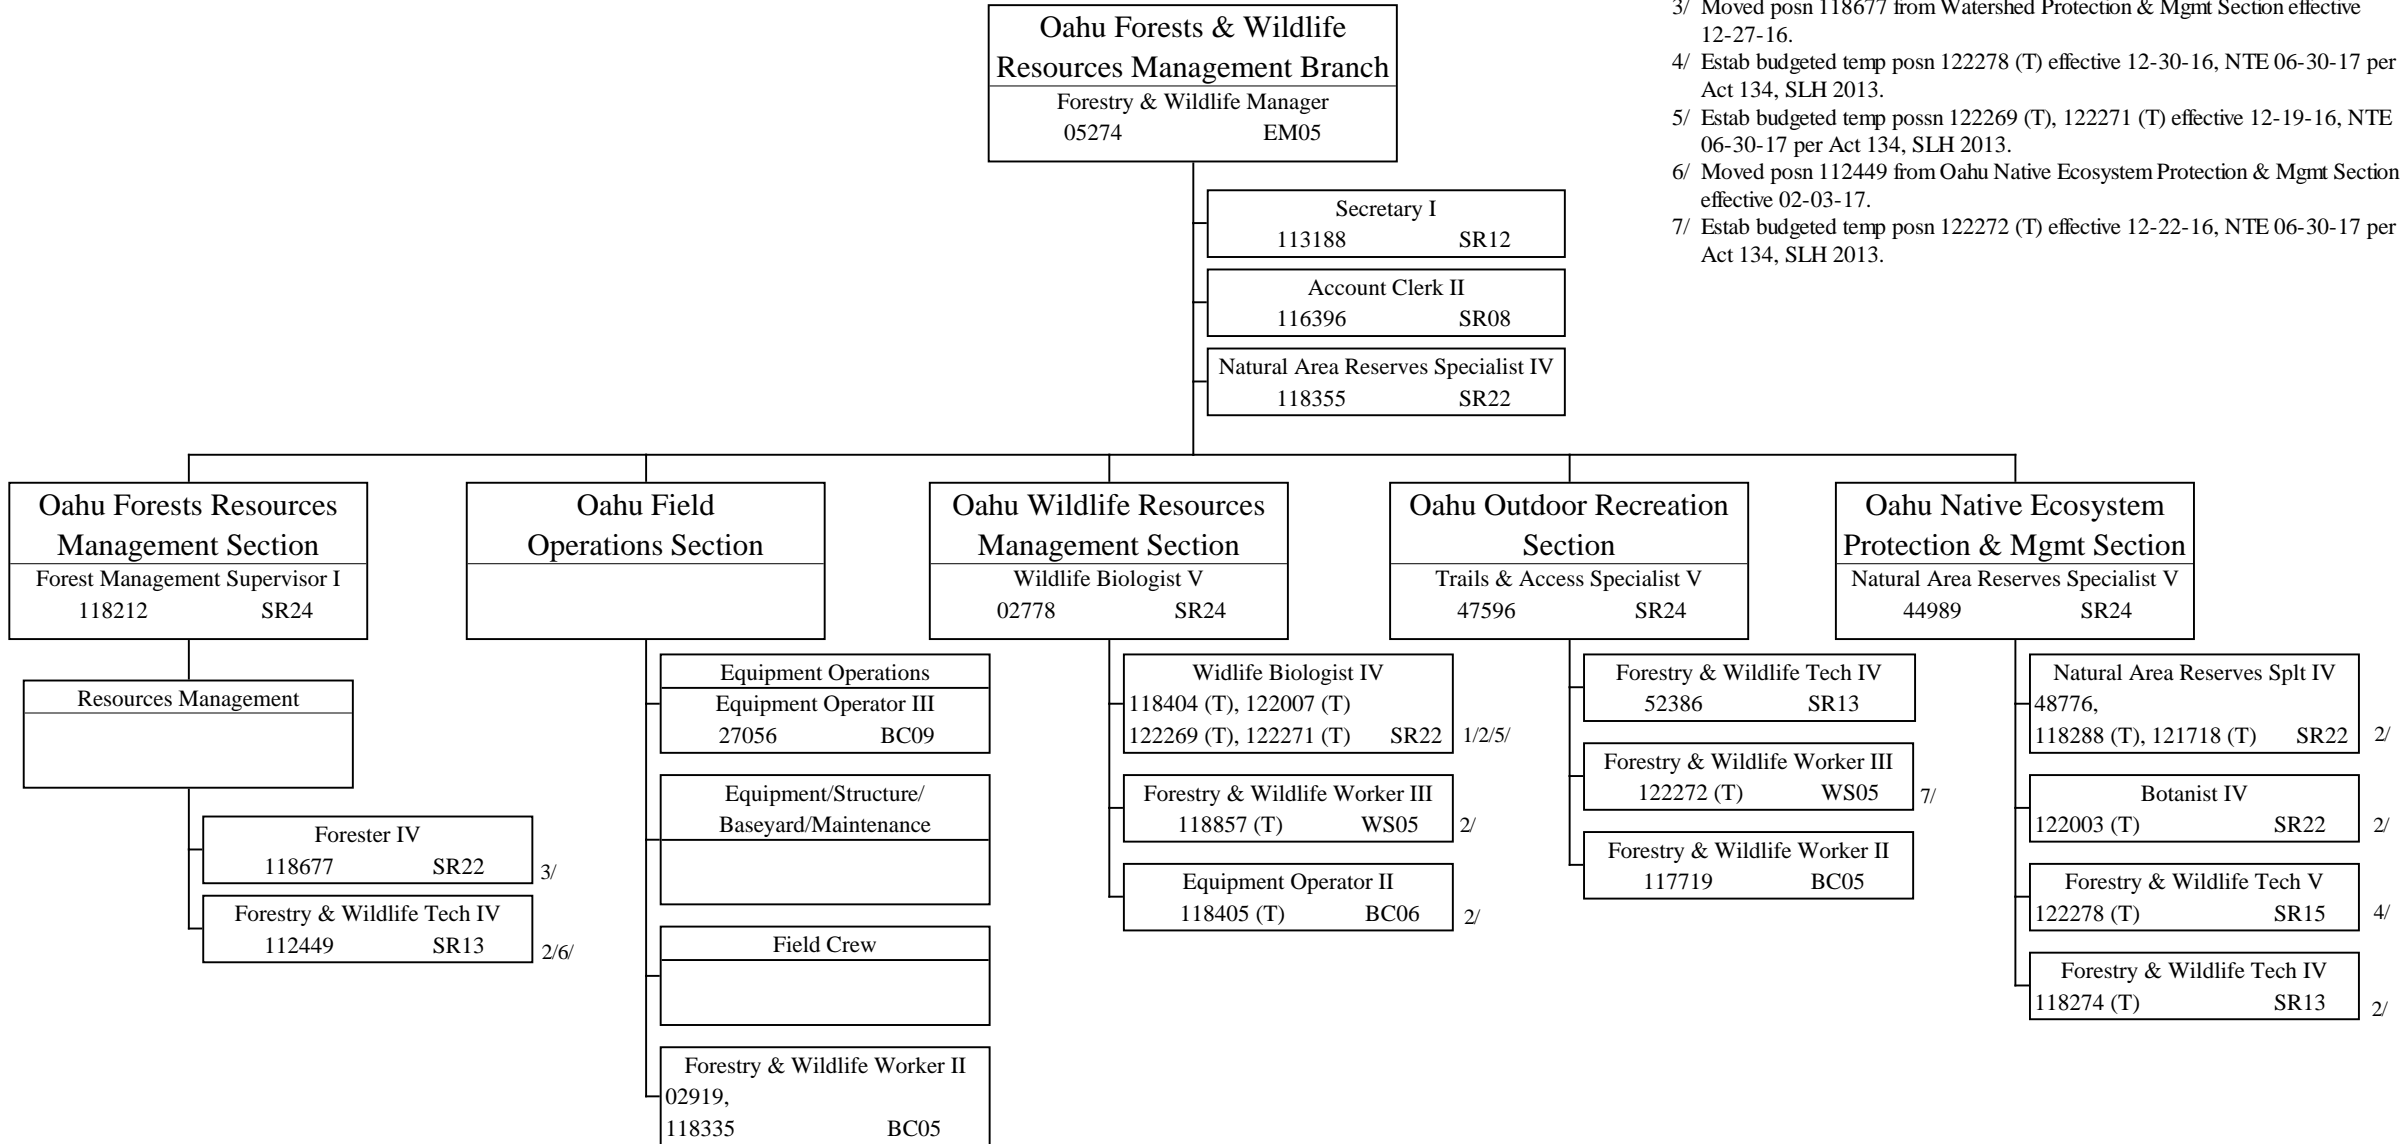 Oahu Forests & Wildlife
Resources Management Branch
Forestry & Wildlife Manager
05274 EM05
3/ Moved posn 118677 from Watershed Protection & Mgmt Section effective
12-27-16.
4/ Estab budgeted temp posn 122278 (T) effective 12-30-16, NTE 06-30-17 per
Act 134, SLH 2013.
5/ Estab budgeted temp possn 122269 (T), 122271 (T) effective 12-19-16, NTE
06-30-17 per Act 134, SLH 2013.
6/ Moved posn 112449 from Oahu Native Ecosystem Protection & Mgmt Section
effective 02-03-17.
7/ Estab budgeted temp posn 122272 (T) effective 12-22-16, NTE 06-30-17 per
Act 134, SLH 2013.
Secretary I
113188 SR12
Account Clerk II
116396 SR08
Natural Area Reserves Specialist IV
118355 SR22
Oahu Forests Resources
Management Section
Forest Management Supervisor I
118212 SR24
Resources Management
Forester IV
118677 SR22 3/
Forestry & Wildlife Tech IV
112449 SR13 2/6/
Oahu Field
Operations Section
Equipment Operations
Equipment Operator III
27056 BC09
Equipment/Structure/
Baseyard/Maintenance
Field Crew
Forestry & Wildlife Worker II
02919,
118335 BC05
Oahu Wildlife Resources
Management Section
Wildlife Biologist V
02778 SR24
Widlife Biologist IV
118404 (T), 122007 (T)
122269 (T), 122271 (T) SR22 1/2/5/
Forestry & Wildlife Worker III
118857 (T) WS05 2/
Equipment Operator II
118405 (T) BC06 2/
Oahu Outdoor Recreation
Section
Trails & Access Specialist V
47596 SR24
Forestry & Wildlife Tech IV
52386 SR13
Forestry & Wildlife Worker III
122272 (T) WS05 7/
Forestry & Wildlife Worker II
117719 BC05
Oahu Native Ecosystem
Protection & Mgmt Section
Natural Area Reserves Specialist V
44989 SR24
Natural Area Reserves Splt IV
48776,
118288 (T), 121718 (T) SR22 2/
Botanist IV
122003 (T) SR22 2/
Forestry & Wildlife Tech V
122278 (T) SR15 4/
Forestry & Wildlife Tech IV
118274 (T) SR13 2/